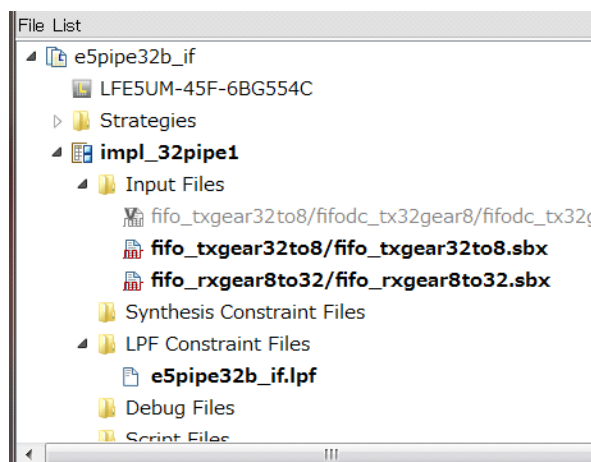 File List
e5pipe32b_if
LFE5UM-45F-6BG554C
Strategies
impl_32pipe1
Input Files
fifo_txgear32to8/fifodc_tx32gear8/fifodc_tx32g
fifo_txgear32to8/fifo_txgear32to8.sbx
fifo_rxgear8to32/fifo_rxgear8to32.sbx
Synthesis Constraint Files
LPF Constraint Files
e5pipe32b_if.lpf
Debug Files
Script Files